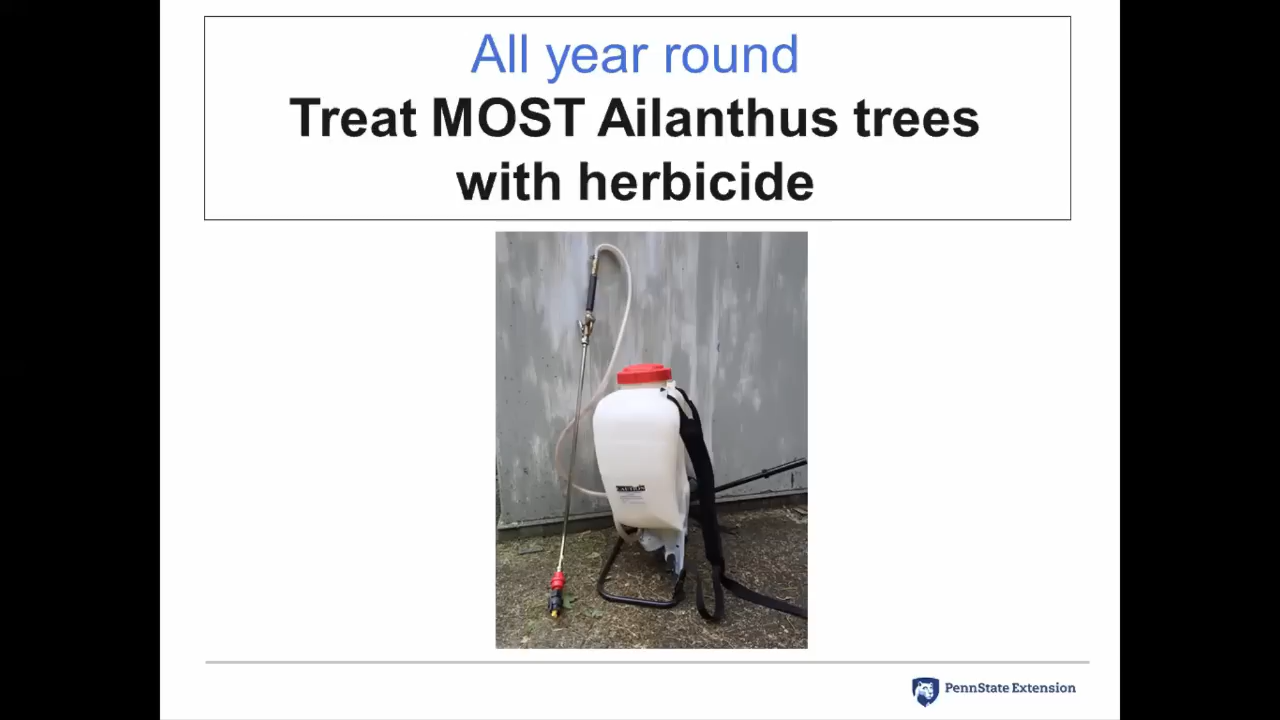 All year round
Treat MOST Ailanthus trees
with herbicide
PennState Extension